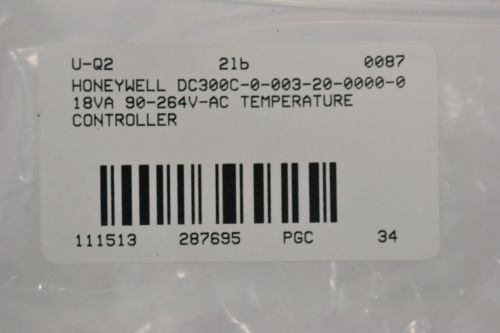 U-Q2 2lb 0087
HONEYWELL DC300C-0-003-20-0000-0
18VA 90-264V-AC TEMPERATURE
CONTROLLER
111513 287695 PGC 34